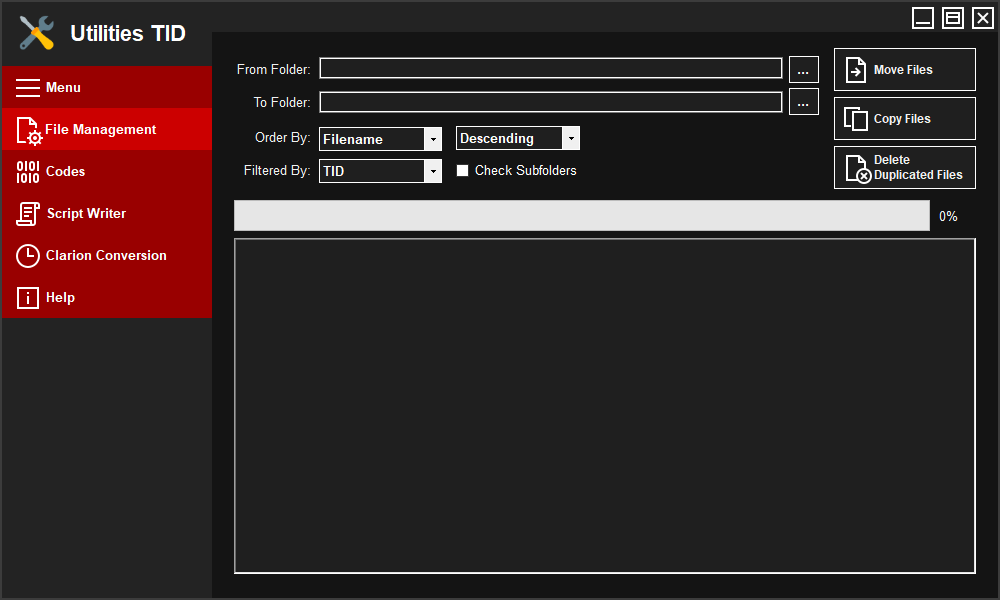 Utilities TID
Menu
File Management
Codes
Script Writer
Clarion Conversion
Help
From Folder:
...
To Folder:
...
Order By:
Filename
Descending
Filtered By:
TID
Check Subfolders
Move Files
Copy Files
Delete
Duplicated Files
0%